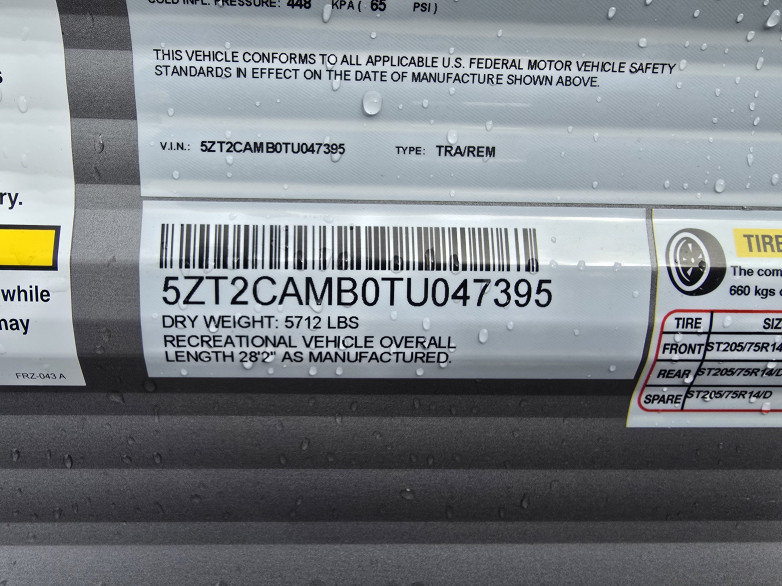 COLD INFL. PRESSURE: 448 KPA ( 65 PSI)
THIS VEHICLE CONFORMS TO ALL APPLICABLE U.S. FEDERAL MOTOR VEHICLE SAFETY
STANDARDS IN EFFECT ON THE DATE OF MANUFACTURE SHOWN ABOVE.
V.I.N.: 5ZT2CAMB0TU047395 TYPE: TRA/REM
ry.
while
may
FRZ-043 A
5ZT2CAMB0TU047395
DRY WEIGHT: 5712 LBS
RECREATIONAL VEHICLE OVERALL
LENGTH 28'2" AS MANUFACTURED.
TIRE
The com
660 kgs
TIRE SIZ
FRONT ST205/75R14
REAR ST205/75R14/D
SPARE ST205/75R14/D